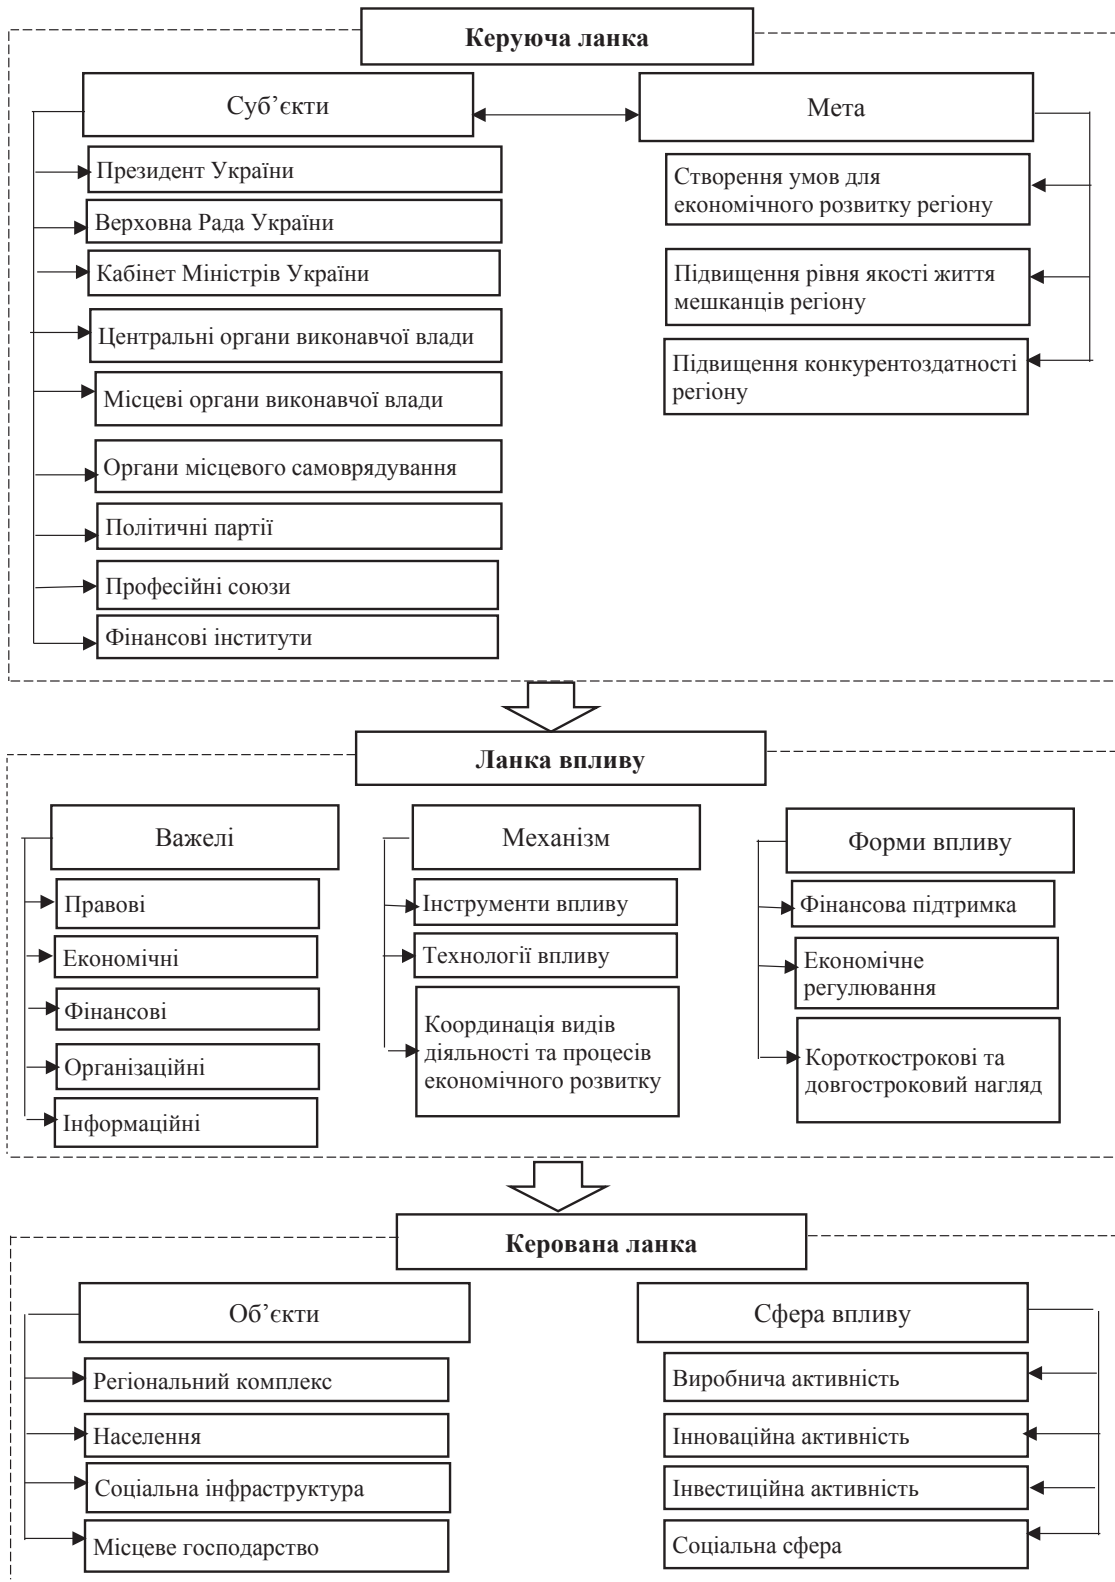 Керуюча ланка
Суб’єкти
Президент України
Верховна Рада України
Кабінет Міністрів України
Центральні органи виконавчої влади
Місцеві органи виконавчої влади
Органи місцевого самоврядування
Політичні партії
Професійні союзи
Фінансові інститути
Мета
Створення умов для
економічного розвитку регіону
Підвищення рівня якості життя
мешканців регіону
Підвищення конкурентоздатності
регіону
Ланка впливу
Важелі
Правові
Економічні
Фінансові
Організаційні
Інформаційні
Механізм
Інструменти впливу
Технології впливу
Координація видів
діяльності та процесів
економічного розвитку
Форми впливу
Фінансова підтримка
Економічне
регулювання
Короткострокові та
довгостроковий нагляд
Керована ланка
Об’єкти
Регіональний комплекс
Населення
Соціальна інфраструктура
Місцеве господарство
Сфера впливу
Виробнича активність
Інноваційна активність
Інвестиційна активність
Соціальна сфера